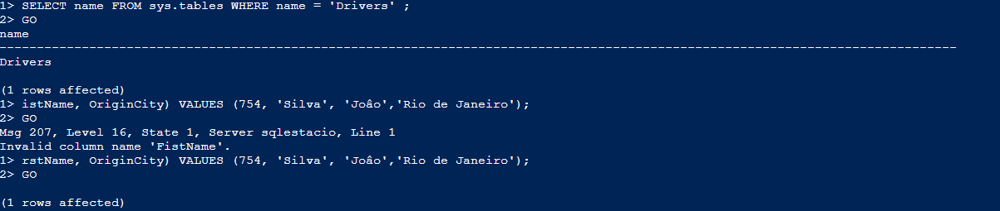 1> SELECT name FROM sys.tables WHERE name = 'Drivers' ;
2> GO
name
--------------------------------------------------------------------------------------------------------------------------------
Drivers
(1 rows affected)
1> istName, OriginCity) VALUES (754, 'Silva', 'Joâo','Rio de Janeiro');
2> GO
Msg 207, Level 16, State 1, Server sqlestacio, Line 1
Invalid column name 'FistName'.
1> rstName, OriginCity) VALUES (754, 'Silva', 'Joâo','Rio de Janeiro');
2> GO
(1 rows affected)